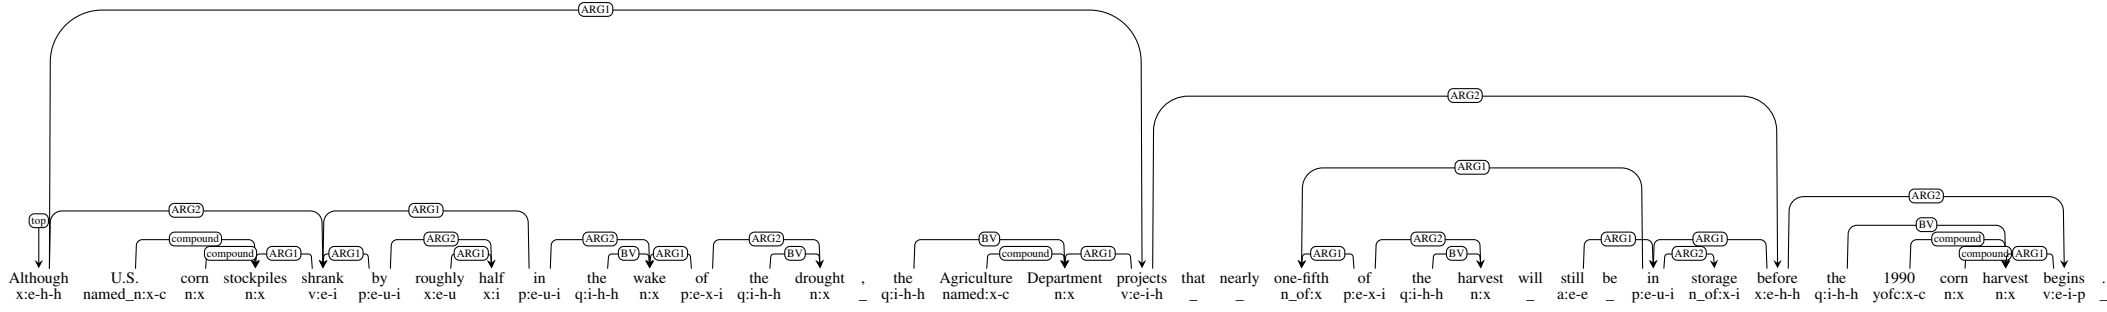 ARG1
ARG2
ARG1
ARG2
top ARG2 ARG1
BV
compound ARG2 ARG2 ARG2 BV ARG2 ARG1 ARG1 compound
compound ARG1 ARG1 ARG1 BV ARG1 BV compound ARG1 ARG1 BV ARG2 compound ARG1
Although U.S. corn stockpiles shrank by roughly half in the wake of the drought , the Agriculture Department projects that nearly one-fifth of the harvest will still be in storage before the 1990 corn harvest begins .
x:e-h-h named_n:x-c n:x n:x v:e-i p:e-u-i x:e-u x:i p:e-u-i q:i-h-h n:x p:e-x-i q:i-h-h n:x _ q:i-h-h named:x-c n:x v:e-i-h _ _ n_of:x p:e-x-i q:i-h-h n:x _ a:e-e _ p:e-u-i n_of:x-i x:e-h-h q:i-h-h yofc:x-c n:x n:x v:e-i-p _